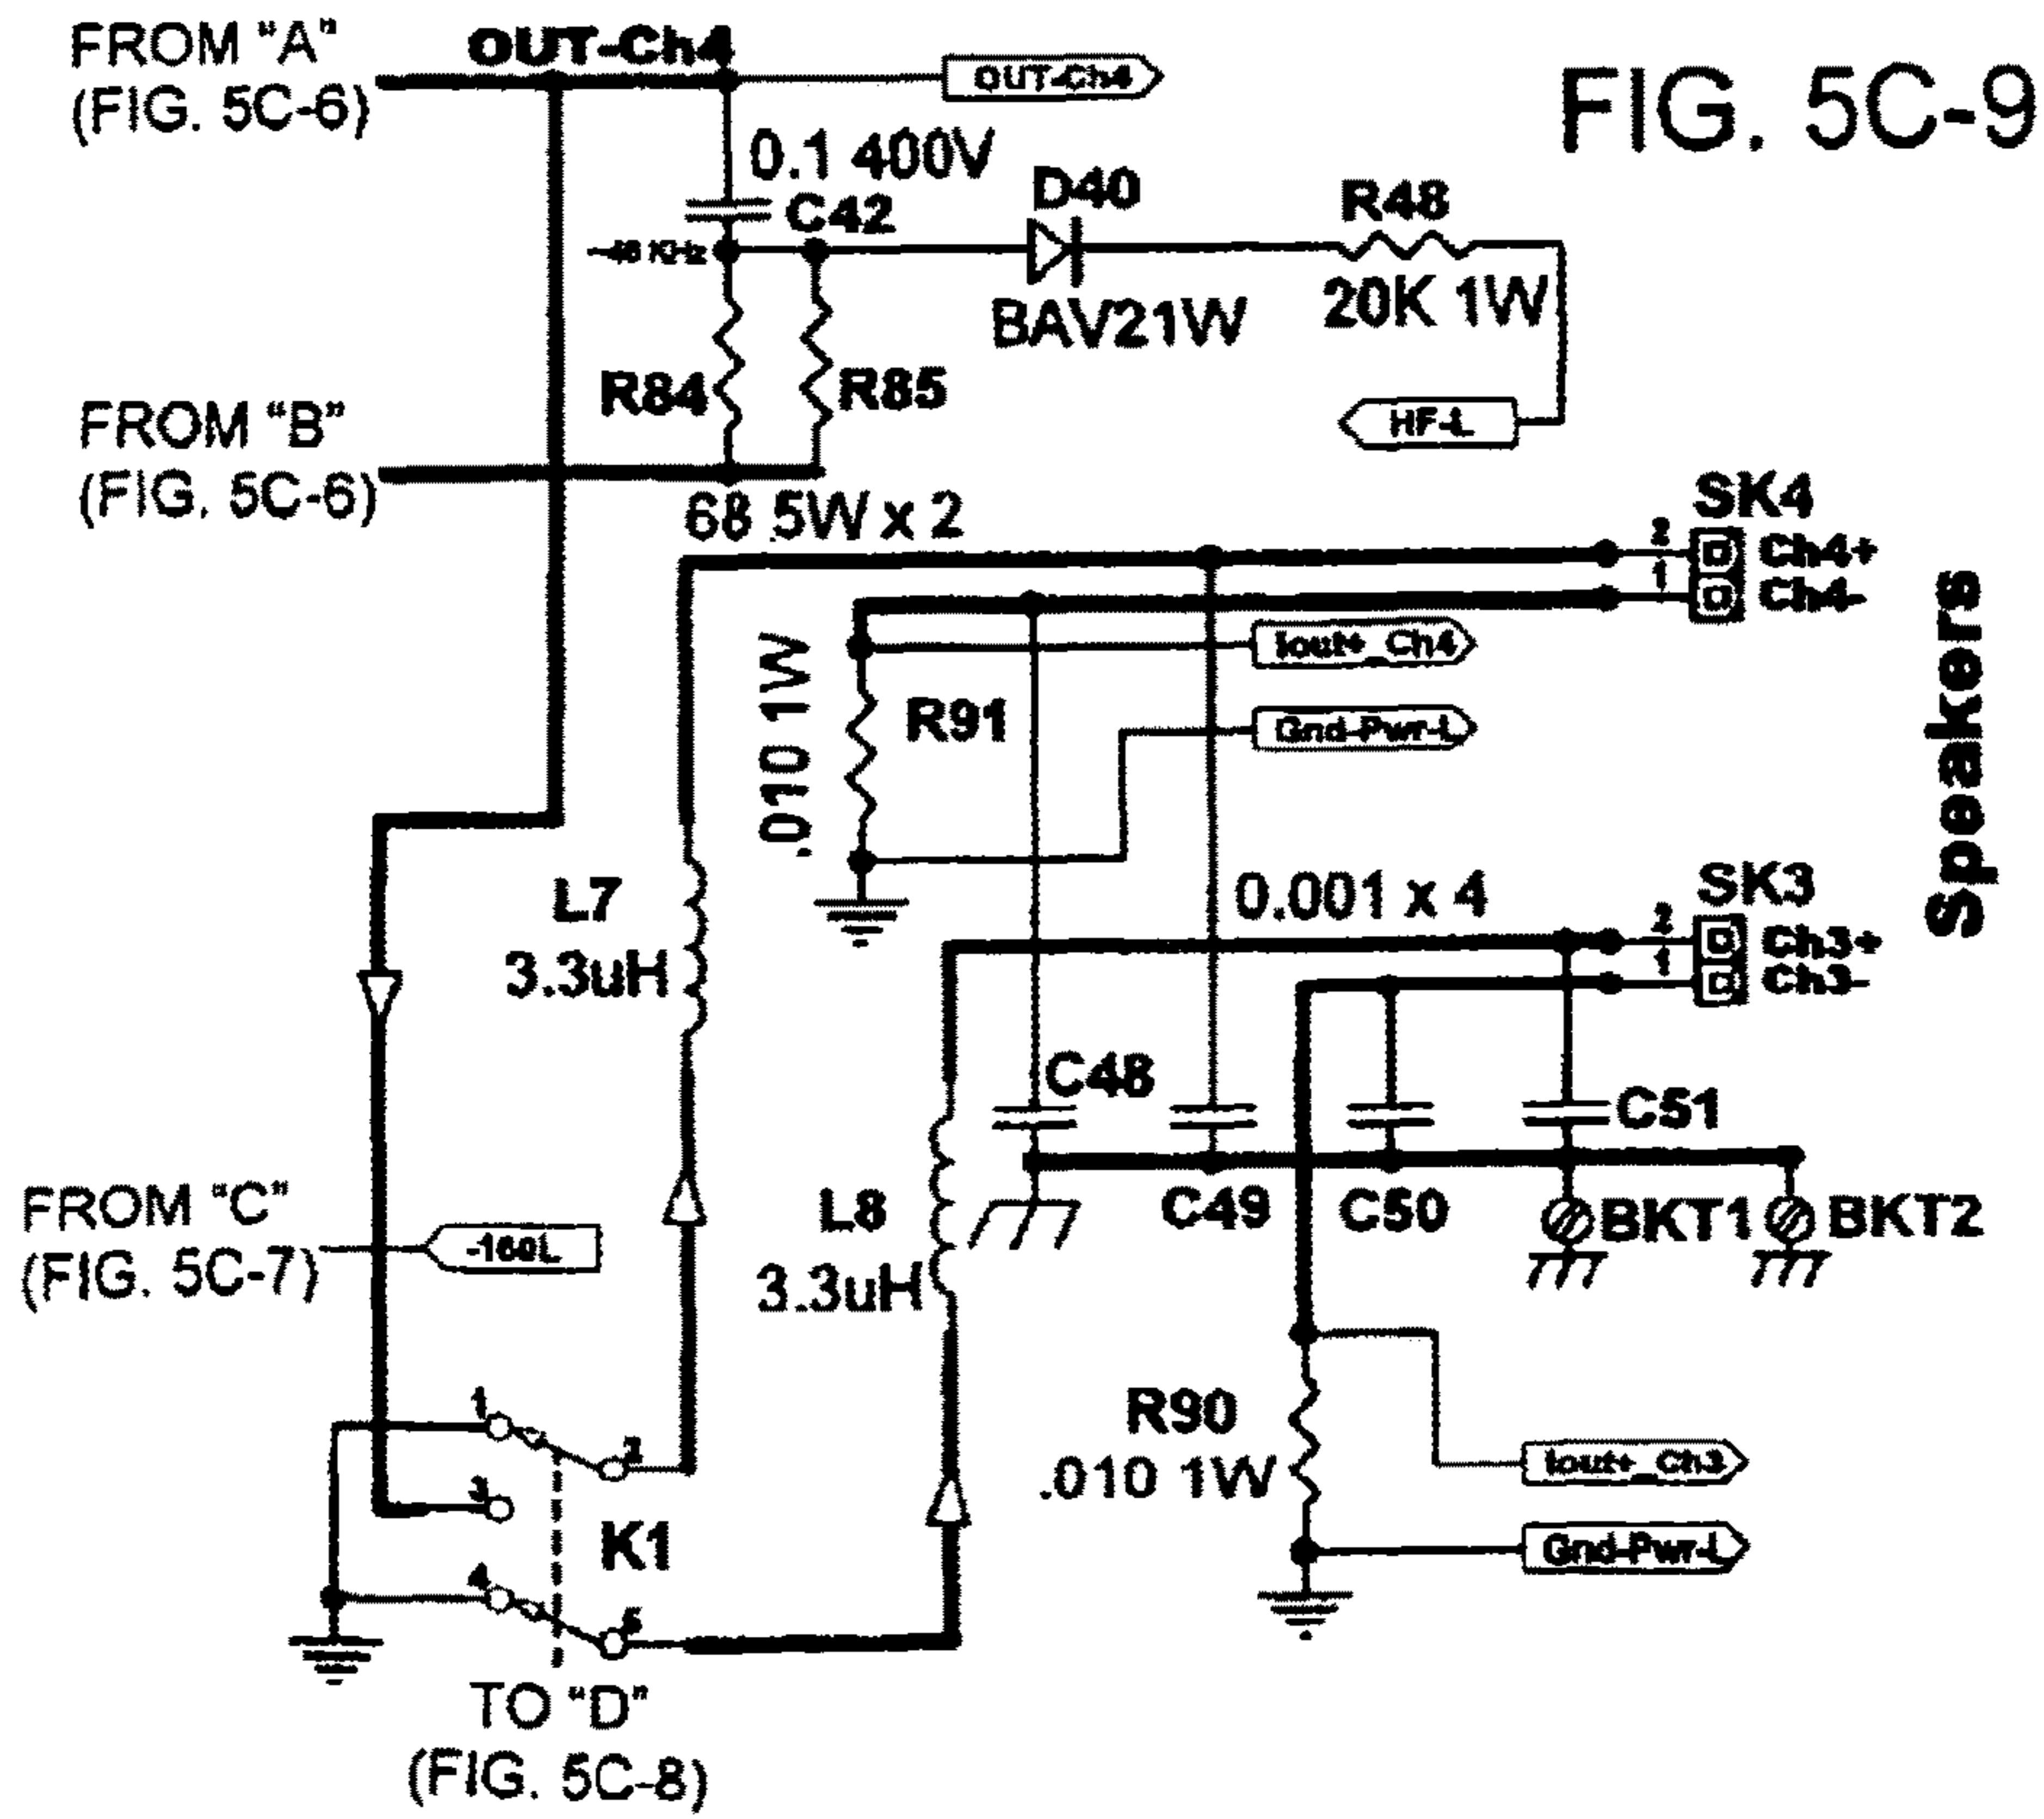 FROM "A"
(FIG. 5C-6)
OUT-Ch4
OUT-Ch4
FIG. 5C-9
0.1 400V
C42
D40
BAV21W
R48
20K 1W
HF-L
R84
R85
FROM "B"
(FIG. 5C-6)
68 5W x 2
SK4
2
Ch4+
1
Ch4-
Iout+_Ch4
R91
.010 1W
Gnd-Pwr-L
Speakers
L7
3.3uH
0.001 x 4
SK3
2
Ch3+
1
Ch3-
C48
C51
C49
C50
BKT1
BKT2
FROM "C"
(FIG. 5C-7)
L8
3.3uH
1
2
3
K1
4
5
R90
.010 1W
Iout+_Ch3
Gnd-Pwr-L
TO "D"
(FIG. 5C-8)